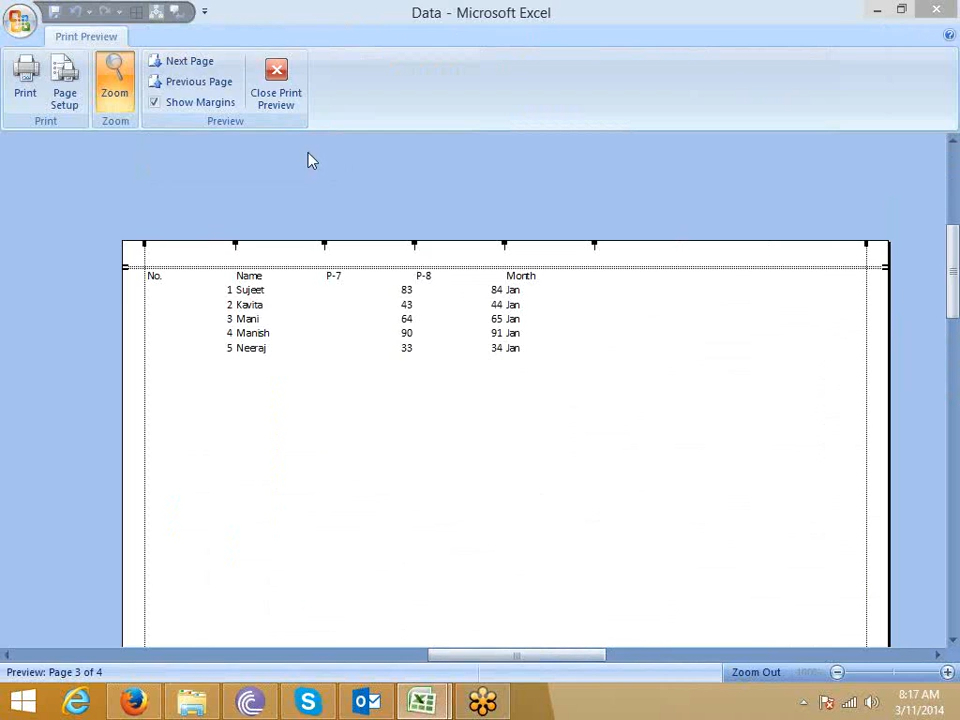 Data - Microsoft Excel
Print Preview
Print
Page Setup
Zoom
Next Page
Previous Page
Show Margins
Close Print Preview
Print
Zoom
Preview
No. Name P-7 P-8 Month
1 Sujeet 83 84 Jan
2 Kavita 43 44 Jan
3 Mani 64 65 Jan
4 Manish 90 91 Jan
5 Neeraj 33 34 Jan
Preview: Page 3 of 4
Zoom Out 100%
8:17 AM
3/11/2014